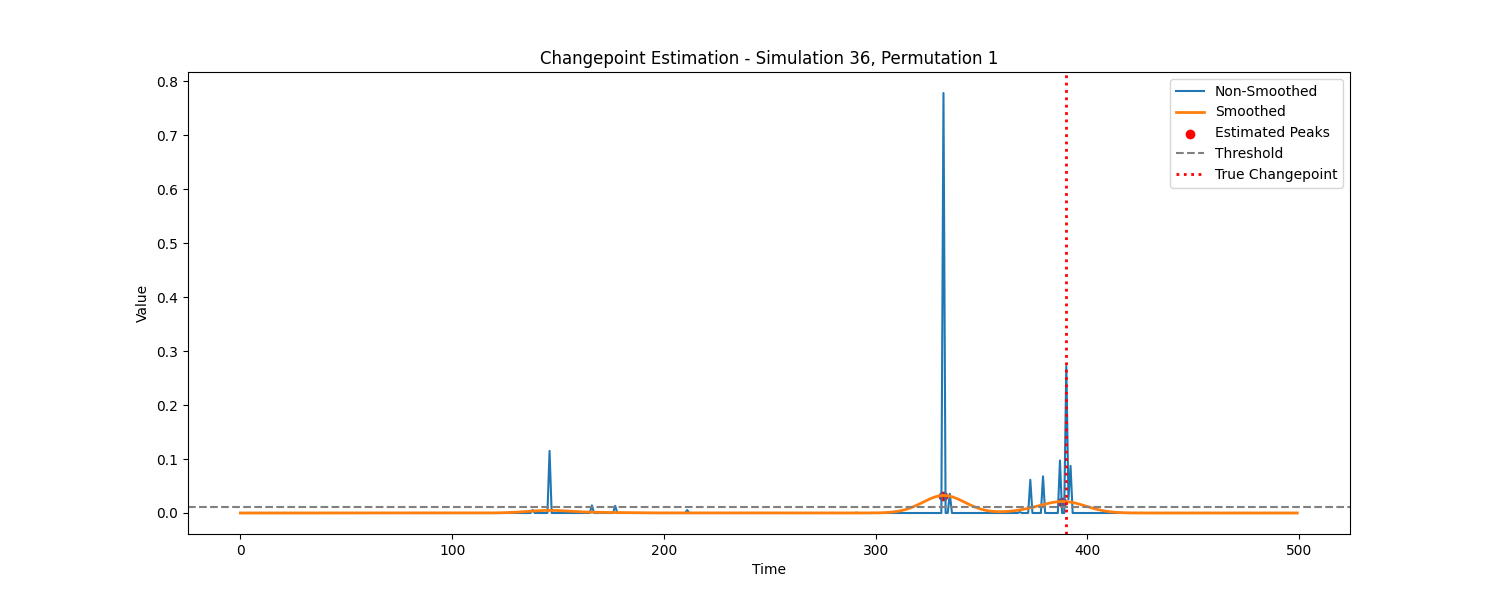 Changepoint Estimation - Simulation 36, Permutation 1
Non-Smoothed
Smoothed
Estimated Peaks
Threshold
True Changepoint
Value
0.8
0.7
0.6
0.5
0.4
0.3
0.2
0.1
0.0
0 100 200 300 400 500
Time